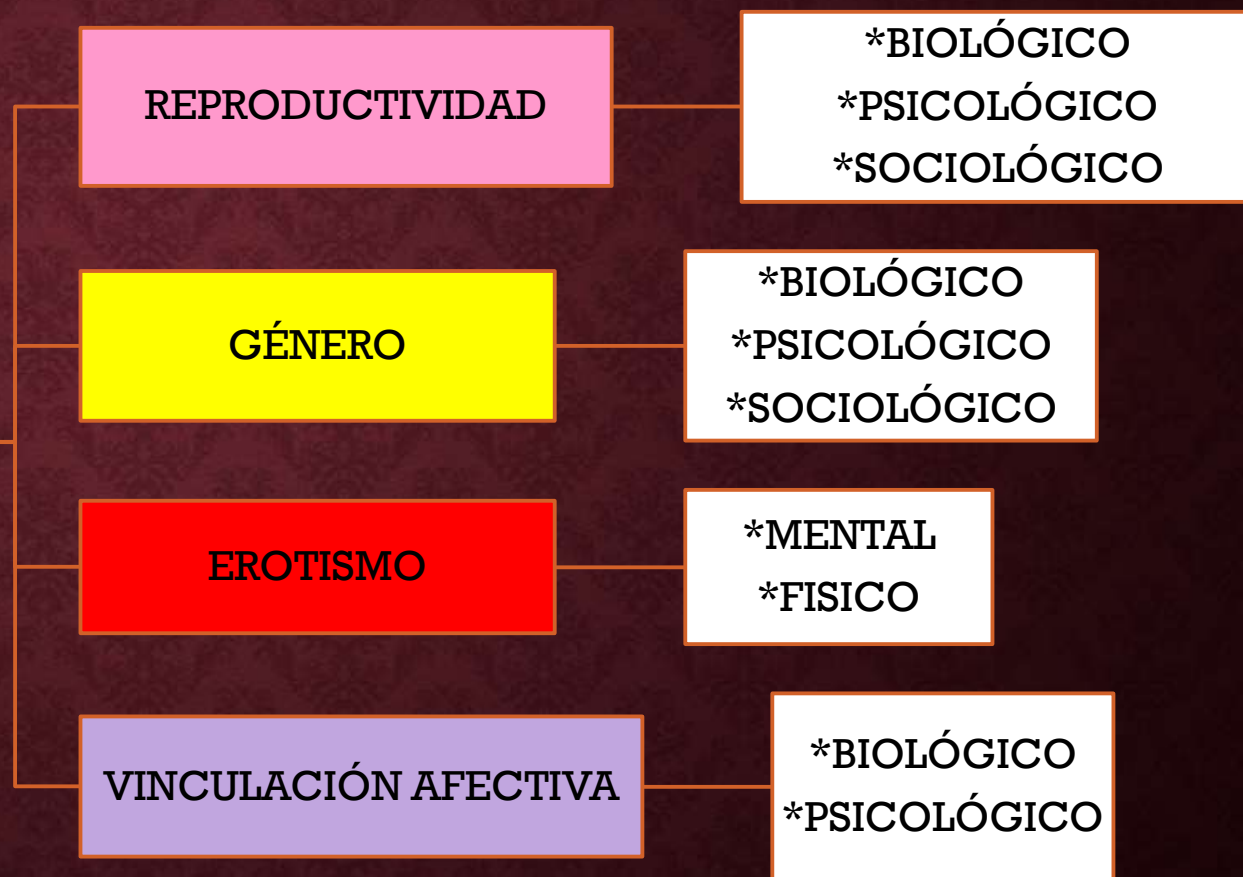 REPRODUCTIVIDAD
*BIOLÓGICO
*PSICOLÓGICO
*SOCIOLÓGICO
GÉNERO
*BIOLÓGICO
*PSICOLÓGICO
*SOCIOLÓGICO
EROTISMO
*MENTAL
*FISICO
VINCULACIÓN AFECTIVA
*BIOLÓGICO
*PSICOLÓGICO